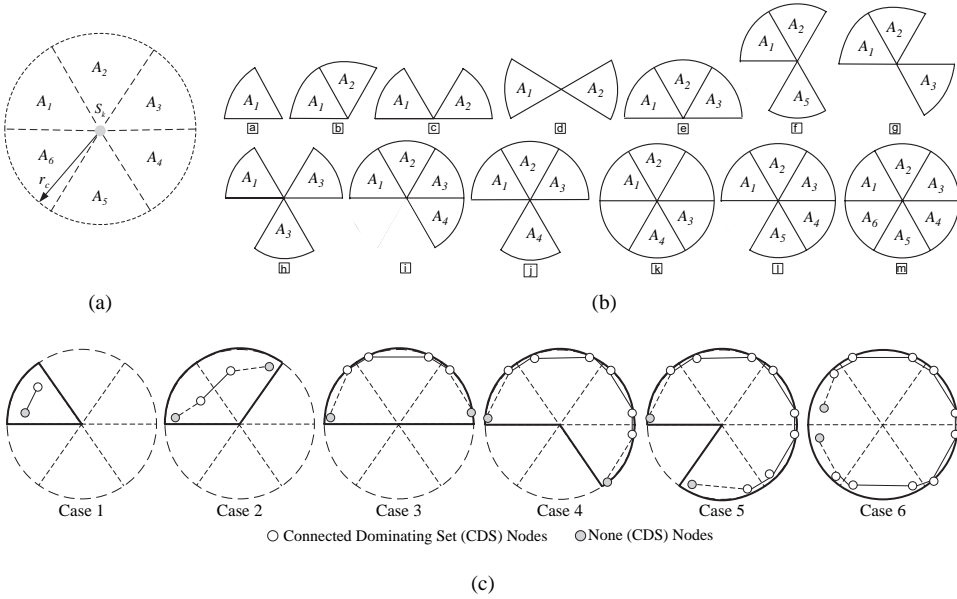 A2
A1
Sk
A3
A6
rc
A4
A5
(a)
A1
a
A1 A2
b
A1 A2
c
A1 A2
d
A1 A2 A3
e
A1 A2
A5
f
A1 A2
A3
g
A1 A3
A3
h
A1 A2 A3
A4
i
A1 A2 A3
A4
j
A2
A1
A3
A4
k
A1 A2 A3
A4
A5
l
A1 A2 A3
A6 A5 A4
m
(b)
Case 1 Case 2 Case 3 Case 4 Case 5 Case 6
Connected Dominating Set (CDS) Nodes None (CDS) Nodes
(c)